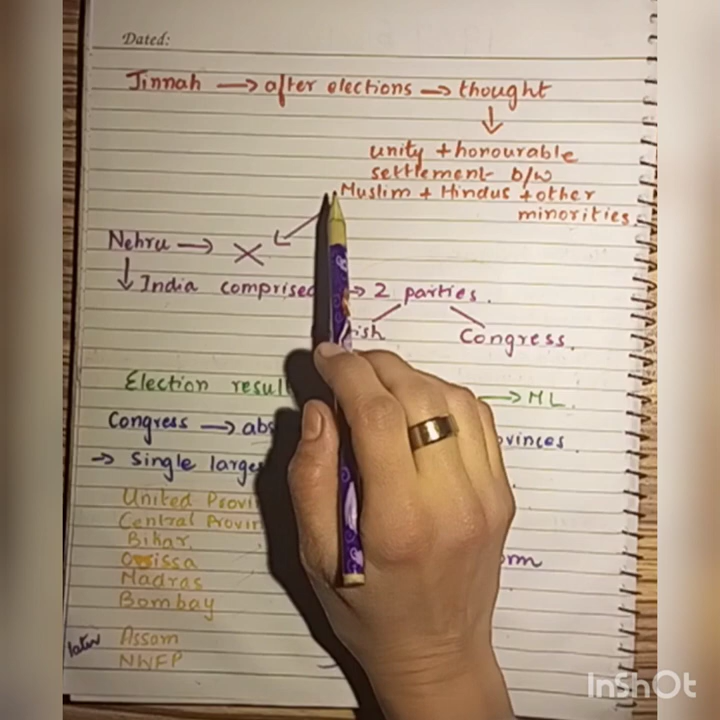 Dated:
Jinnah → after elections → thought
↓
unity + honourable
settlement b/w
Muslim + Hindus + other
minorities.
Nehru → ×
↓ India comprised → 2 parties.
Congress.
Election → ML.
Congress →
→ Single
United
Central
Bihar
Orissa
Madras
Bombay
later Assam
NWFP
InShOt